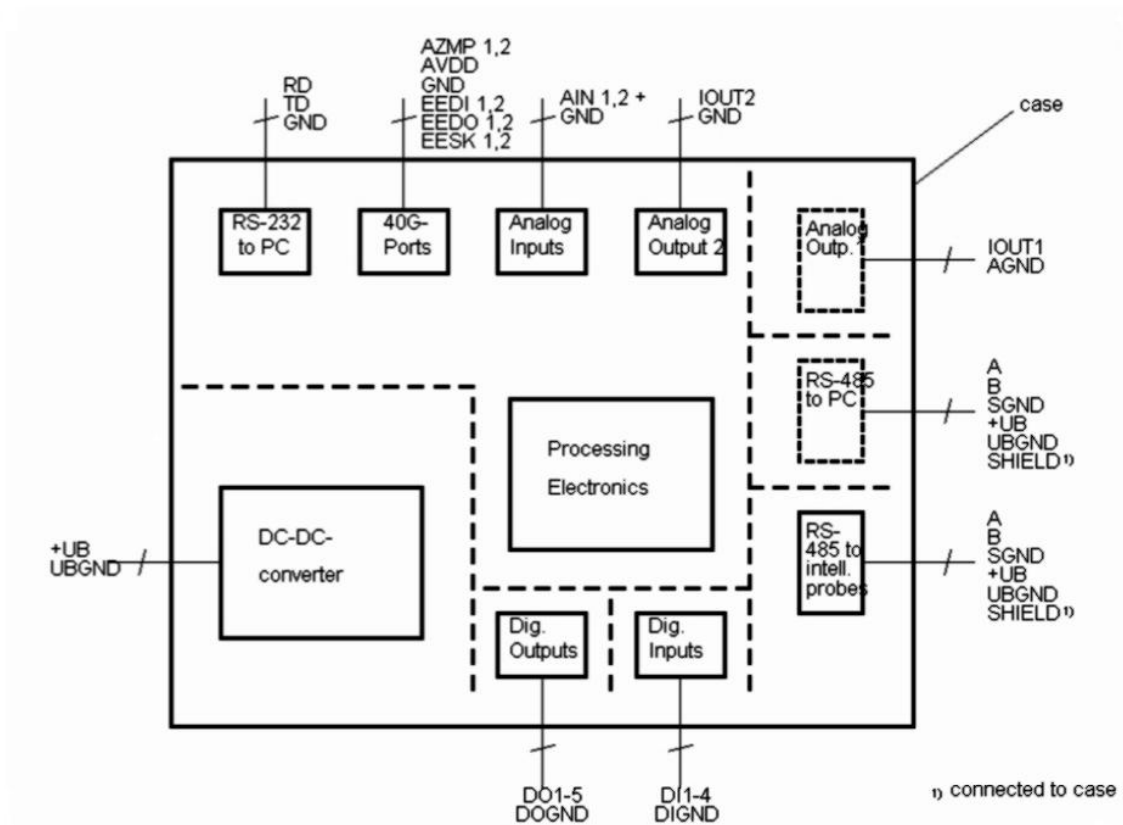 AZMP 1,2
AVDD
GND
EEDI 1,2
EEDO 1,2
EESK 1,2
RD
TD
GND
AIN 1,2 +
GND
IOUT2
GND
case
RS-232
to PC
40G-
Ports
Analog
Inputs
Analog
Output 2
Analog
Outp. 1
IOUT1
AGND
RS-485
to PC
A
B
SGND
+UB
UBGND
SHIELD 1)
Processing
Electronics
DC-DC-
converter
+UB
UBGND
RS-
485 to
intell.
probes
A
B
SGND
+UB
UBGND
SHIELD 1)
Dig.
Outputs
Dig.
Inputs
DO1-5
DOGND
DI1-4
DIGND
1) connected to case